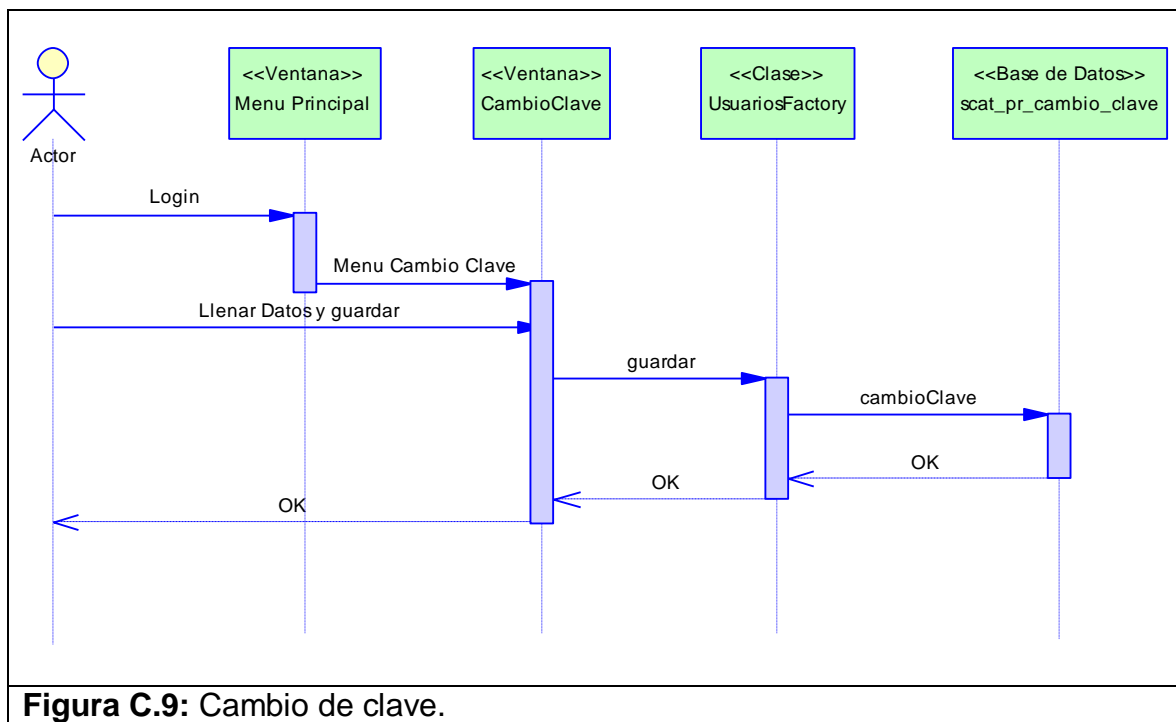 <<Ventana>>
Menu Principal
<<Ventana>>
CambioClave
<<Clase>>
UsuariosFactory
<<Base de Datos>>
scat_pr_cambio_clave
Actor
Login
Menu Cambio Clave
Llenar Datos y guardar
guardar
cambioClave
OK
OK
OK
Figura C.9: Cambio de clave.